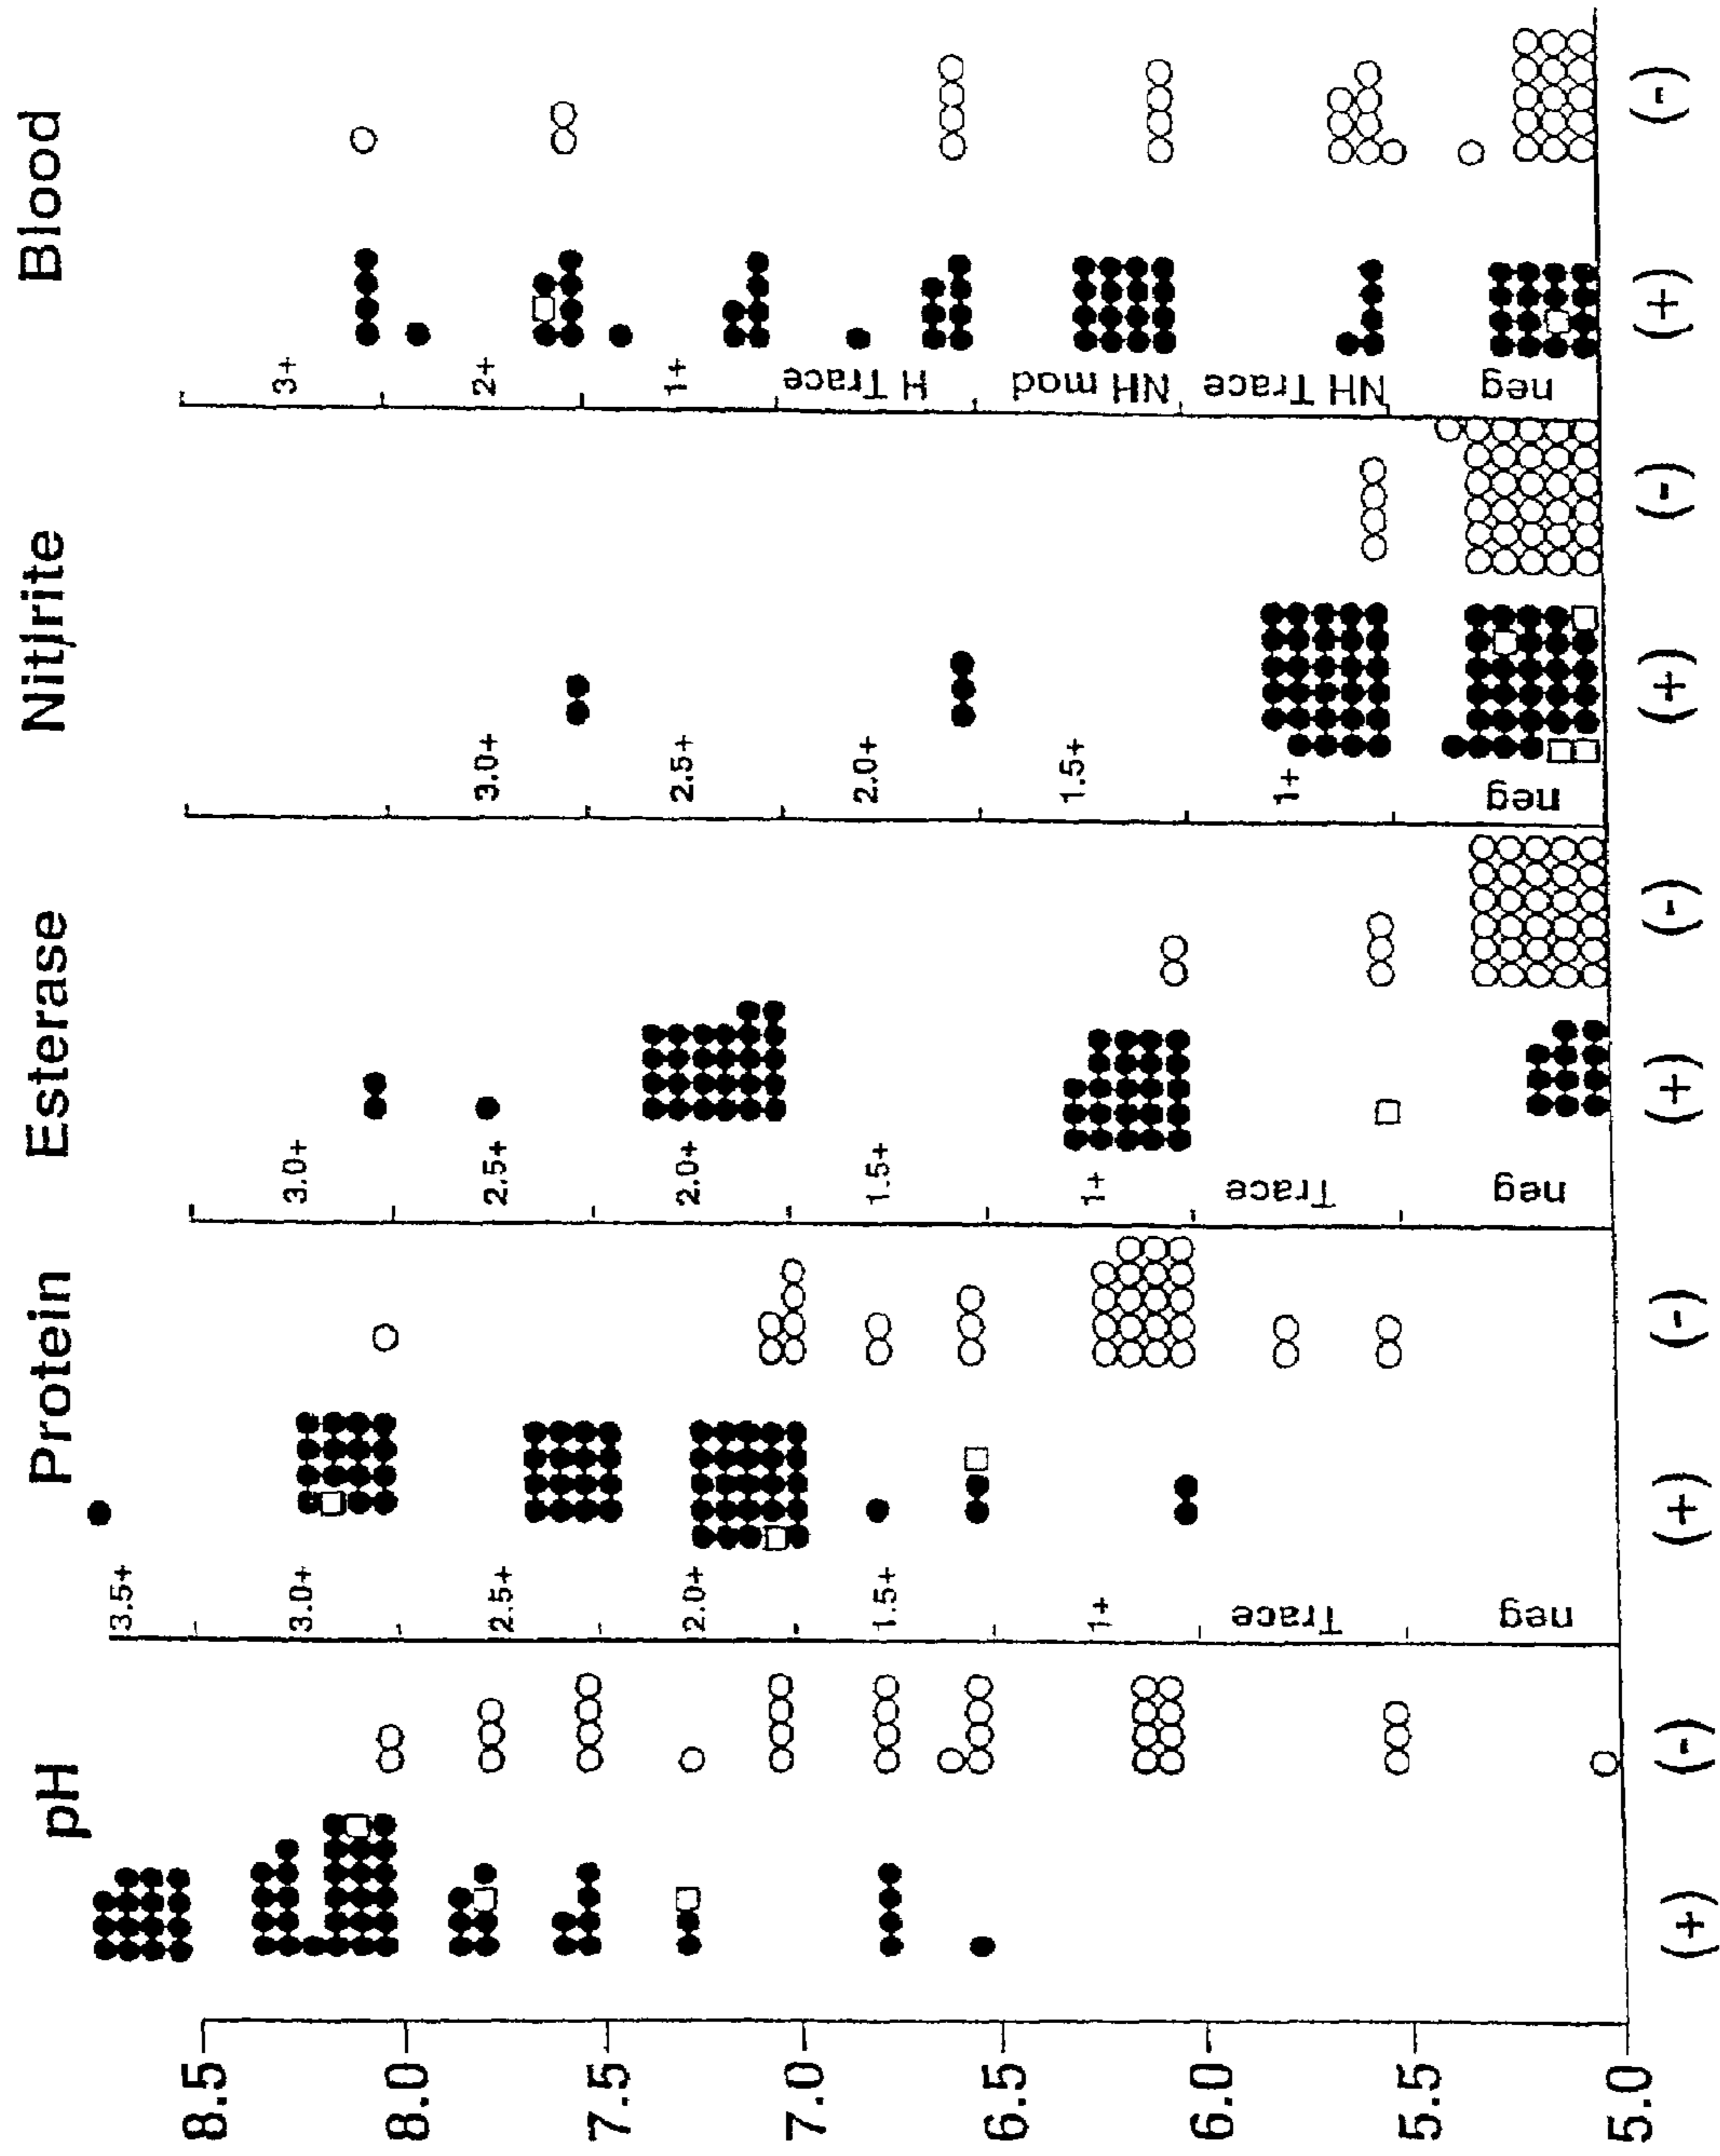 pH
Protein
Esterase
Nitrite
Blood
8.5
8.0
7.5
7.0
6.5
6.0
5.5
5.0
3.5+
3.0+
2.5+
2.0+
1.5+
1+
Trace
neg
3.0+
2.5+
2.0+
1.5+
1+
Trace
neg
3.0+
2.5+
2.0+
1.5+
1+
neg
3+
2+
1+
H Trace
NH mod
NH Trace
neg
(+)
(-)
(+)
(-)
(+)
(-)
(+)
(-)
(+)
(-)